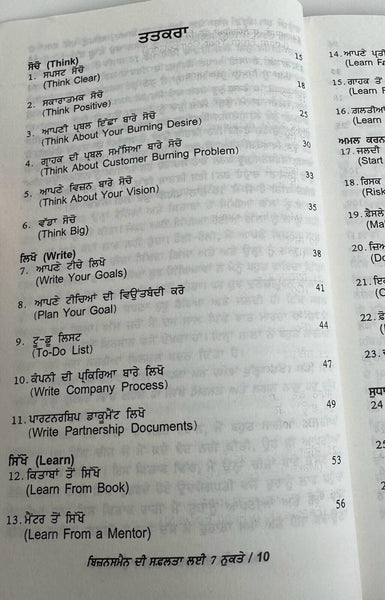 ਤਤਕਰਾ
ਸੋਚੋ (Think)
1. ਸਪਸਟ ਸੋਚੋ 15
(Think Clear)
2. ਸਕਾਰਾਤਮਕ ਸੋਚੋ 18
(Think Positive)
3. ਆਪਣੀ ਪ੍ਰਬਲ ਇੱਛਾ ਬਾਰੇ ਸੋਚੋ 25
(Think About Your Burning Desire)
4. ਗ੍ਰਾਹਕ ਦੀ ਪ੍ਰਬਲ ਸਮੱਸਿਆ ਬਾਰੇ ਸੋਚੋ 30
(Think About Customer Burning Problem)
5. ਆਪਣੇ ਵਿਜ਼ਨ ਬਾਰੇ ਸੋਚੋ 33
(Think About Your Vision)
6. ਵੱਡਾ ਸੋਚੋ 35
(Think Big)
ਲਿਖੋ (Write)
7. ਆਪਣੇ ਟੀਚੇ ਲਿਖੋ 38
(Write Your Goals)
8. ਆਪਣੇ ਟੀਚਿਆਂ ਦੀ ਵਿਉਂਤਬੰਦੀ ਕਰੋ 41
(Plan Your Goal)
9. ਟੂ-ਡੂ ਲਿਸਟ 44
(To-Do List)
10. ਕੰਪਨੀ ਦੀ ਪ੍ਰਕਿਰਿਆ ਬਾਰੇ ਲਿਖੋ 47
(Write Company Process)
11. ਪਾਰਟਨਰਸ਼ਿਪ ਡਾਕੂਮੈਂਟ ਲਿਖੋ 49
(Write Partnership Documents)
ਸਿੱਖੋ (Learn)
12. ਕਿਤਾਬਾਂ ਤੋਂ ਸਿੱਖੋ 53
(Learn From Book)
13. ਮੈਂਟਰ ਤੋਂ ਸਿੱਖੋ 56
(Learn From a Mentor)
ਬਿਜ਼ਨਸਮੈਨ ਦੀ ਸਫ਼ਲਤਾ ਲਈ 7 ਨੁਕਤੇ / 10
14. ਆਪਣੇ
(Learn
15. ਗਾਹਕ ਤੋਂ
(Learn
16.
(Learn
ਅਮਲ
17. ਜਲਦੀ
(Start
18. ਰਿਸਕ
19.
20.
21.
22.
23.
24